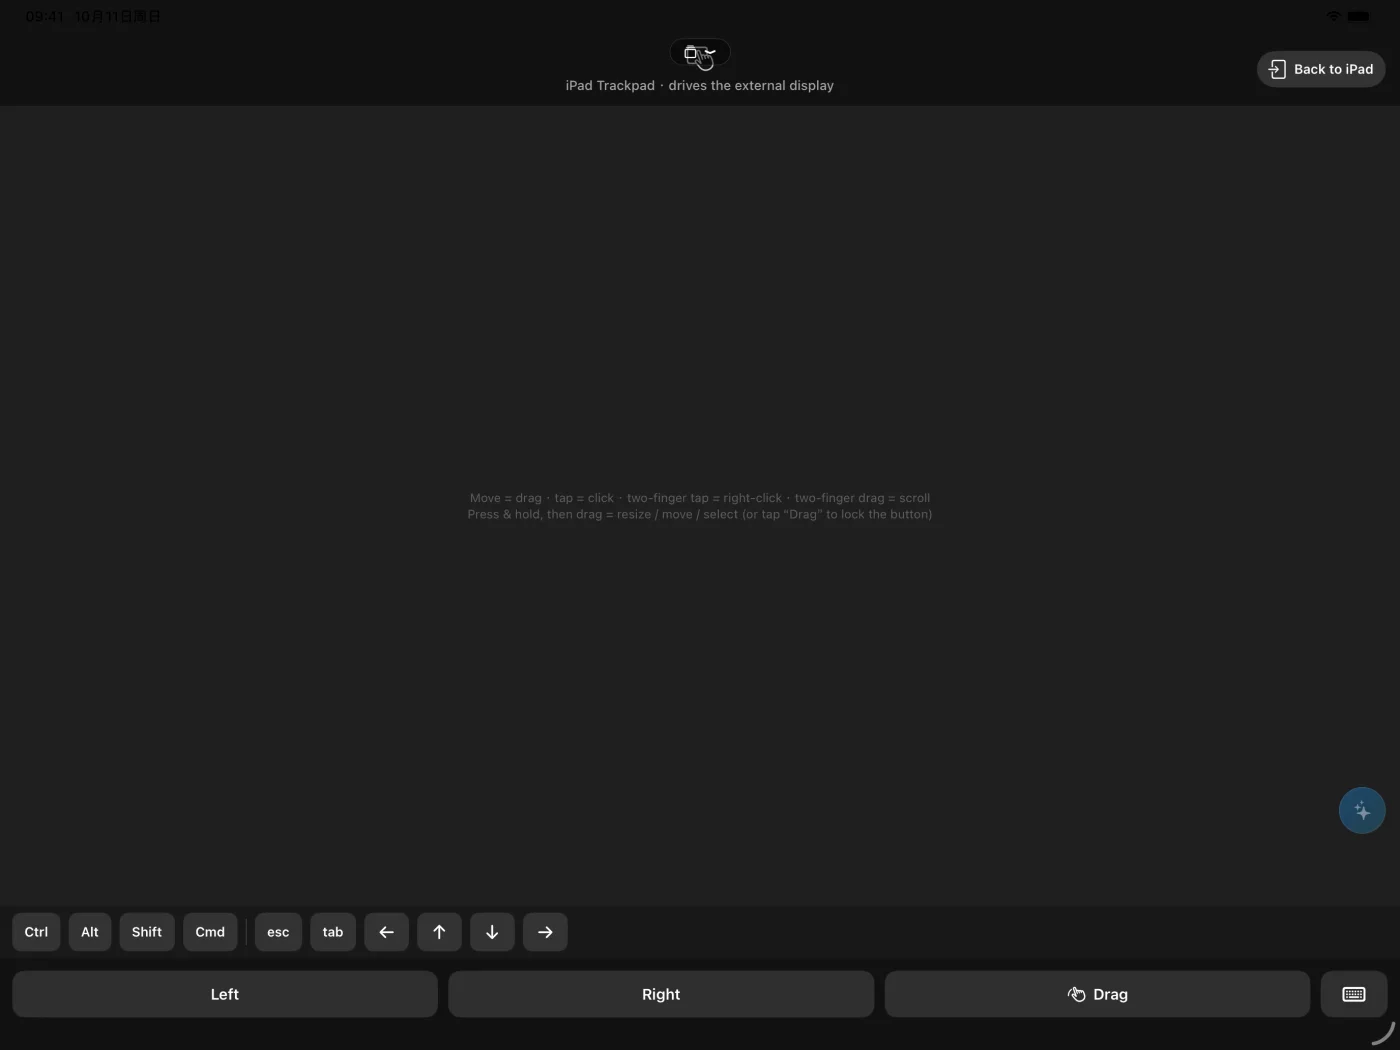 09:41 10月11日周日
iPad Trackpad · drives the external display
Back to iPad
Move = drag · tap = click · two-finger tap = right-click · two-finger drag = scroll
Press & hold, then drag = resize / move / select (or tap “Drag” to lock the button)
Ctrl Alt Shift Cmd esc tab ← ↑ ↓ →
Left Right Drag